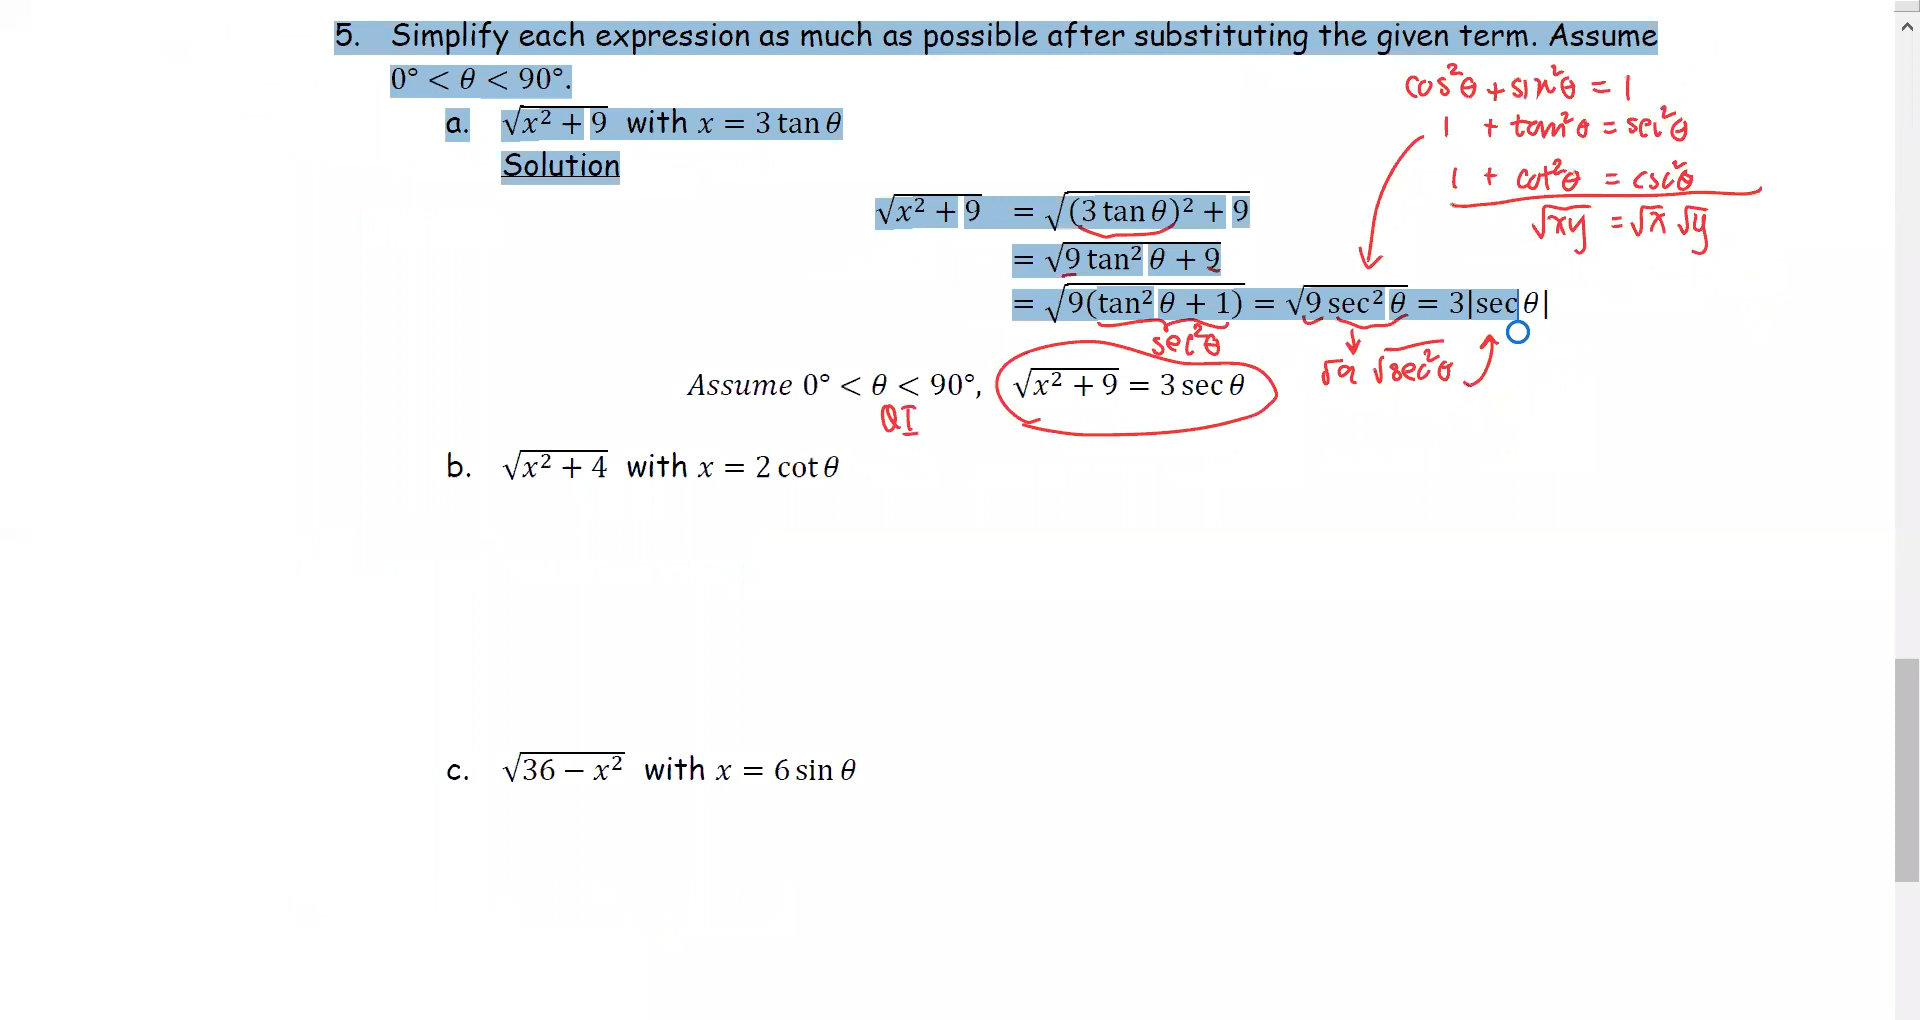 5. Simplify each expression as much as possible after substituting the given term. Assume
0° < θ < 90°.
cos²θ + sin²θ = 1
a. √(x² + 9) with x = 3 tan θ
1 + tan²θ = sec²θ
Solution
1 + cot²θ = csc²θ
√(x² + 9) = √((3 tan θ)² + 9)
√xy = √x √y
= √(9 tan² θ + 9)
= √(9(tan² θ + 1)) = √(9 sec² θ) = 3|sec θ|
sec²θ
√9 √sec²θ
Assume 0° < θ < 90°, √(x² + 9) = 3 sec θ
QI
b. √(x² + 4) with x = 2 cot θ
c. √(36 − x²) with x = 6 sin θ